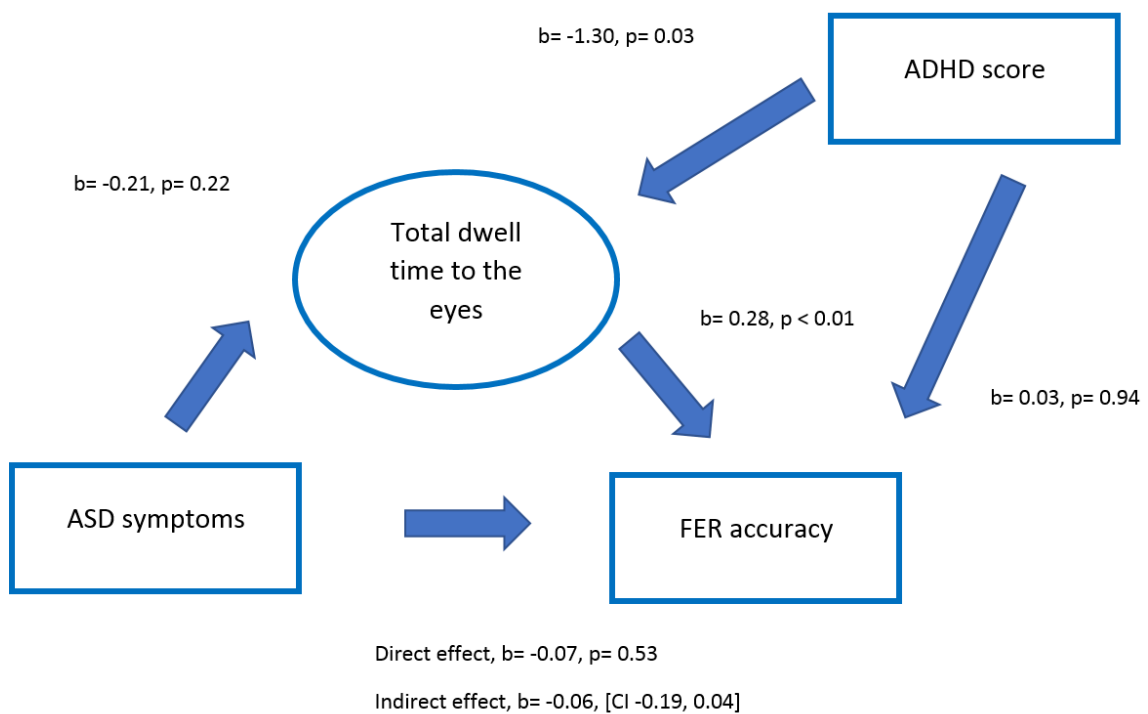 b= -1.30, p= 0.03
ADHD score
b= -0.21, p= 0.22
Total dwell
time to the
eyes
b= 0.28, p < 0.01
b= 0.03, p= 0.94
ASD symptoms
FER accuracy
Direct effect, b= -0.07, p= 0.53
Indirect effect, b= -0.06, [CI -0.19, 0.04]